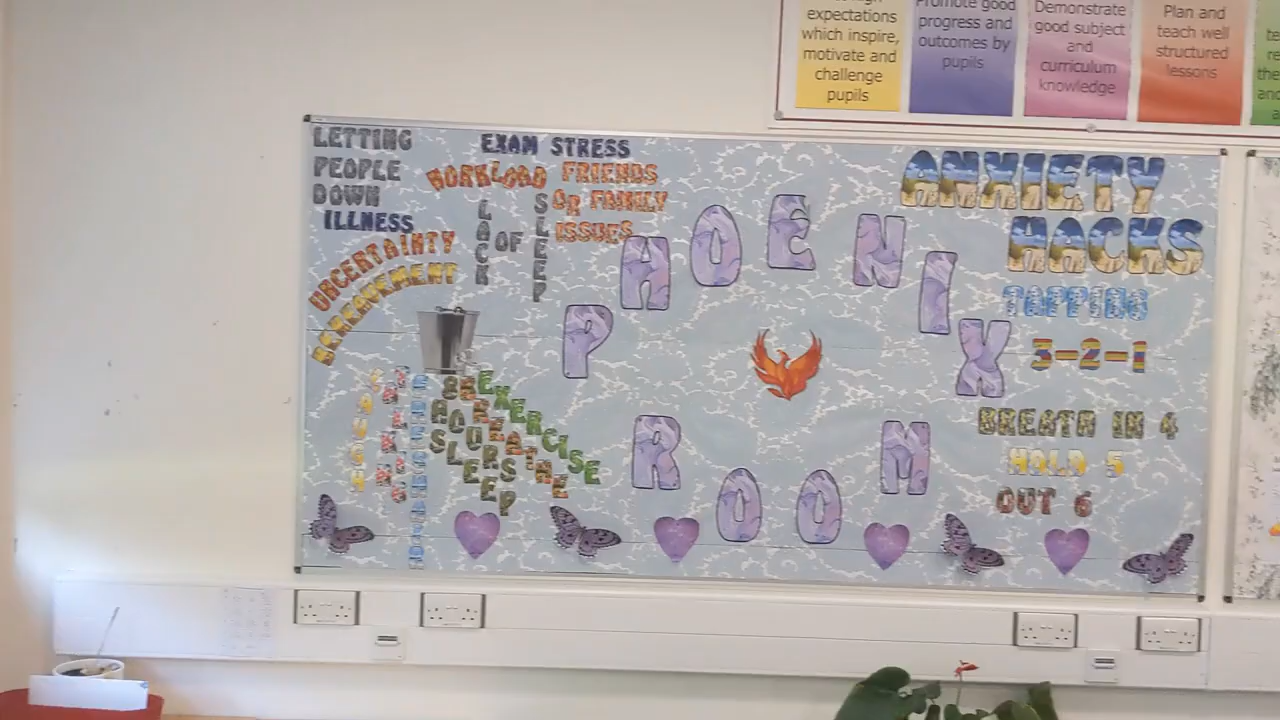 expectations
which inspire,
motivate and
challenge
pupils
Promote good
progress and
outcomes by
pupils
Demonstrate
good subject
and
curriculum
knowledge
Plan and
teach well
structured
lessons
LETTING
PEOPLE
DOWN
ILLNESS
UNCERTAINTY
BEREAVEMENT
EXAM STRESS
WORKLOAD
LACK OF SLEEP
FRIENDS
OR FAMILY
ISSUES
PHOENIX
ROOM
ANXIETY
HACKS
TAPPING
3-2-1
BREATH IN 4
HOLD 5
OUT 6
LAUGH
TALKING
8 HOURS
SLEEP
BREATHE
EXERCISE